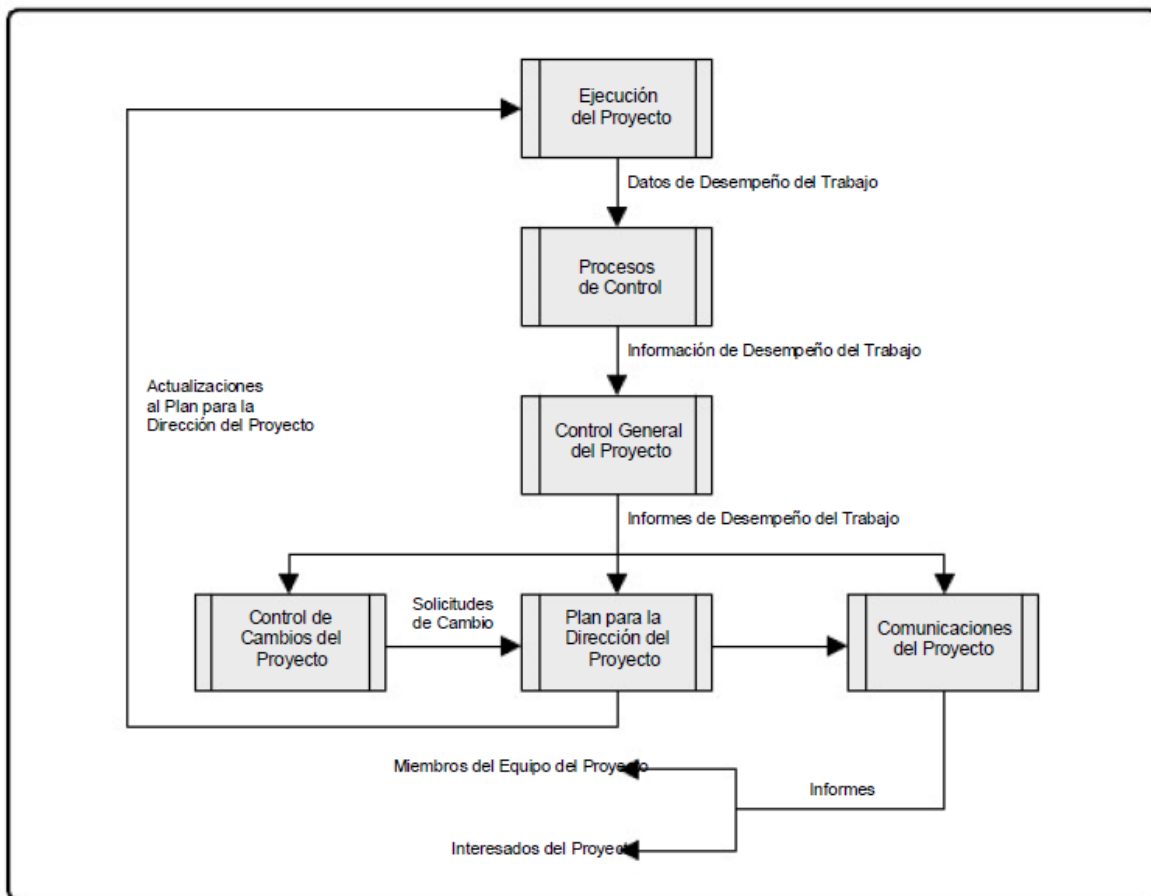 Ejecución
del Proyecto
Datos de Desempeño del Trabajo
Procesos
de Control
Información de Desempeño del Trabajo
Actualizaciones
al Plan para la
Dirección del Proyecto
Control General
del Proyecto
Informes de Desempeño del Trabajo
Control de
Cambios del
Proyecto
Solicitudes
de Cambio
Plan para la
Dirección del
Proyecto
Comunicaciones
del Proyecto
Miembros del Equipo del Proyecto
Informes
Interesados del Proyecto